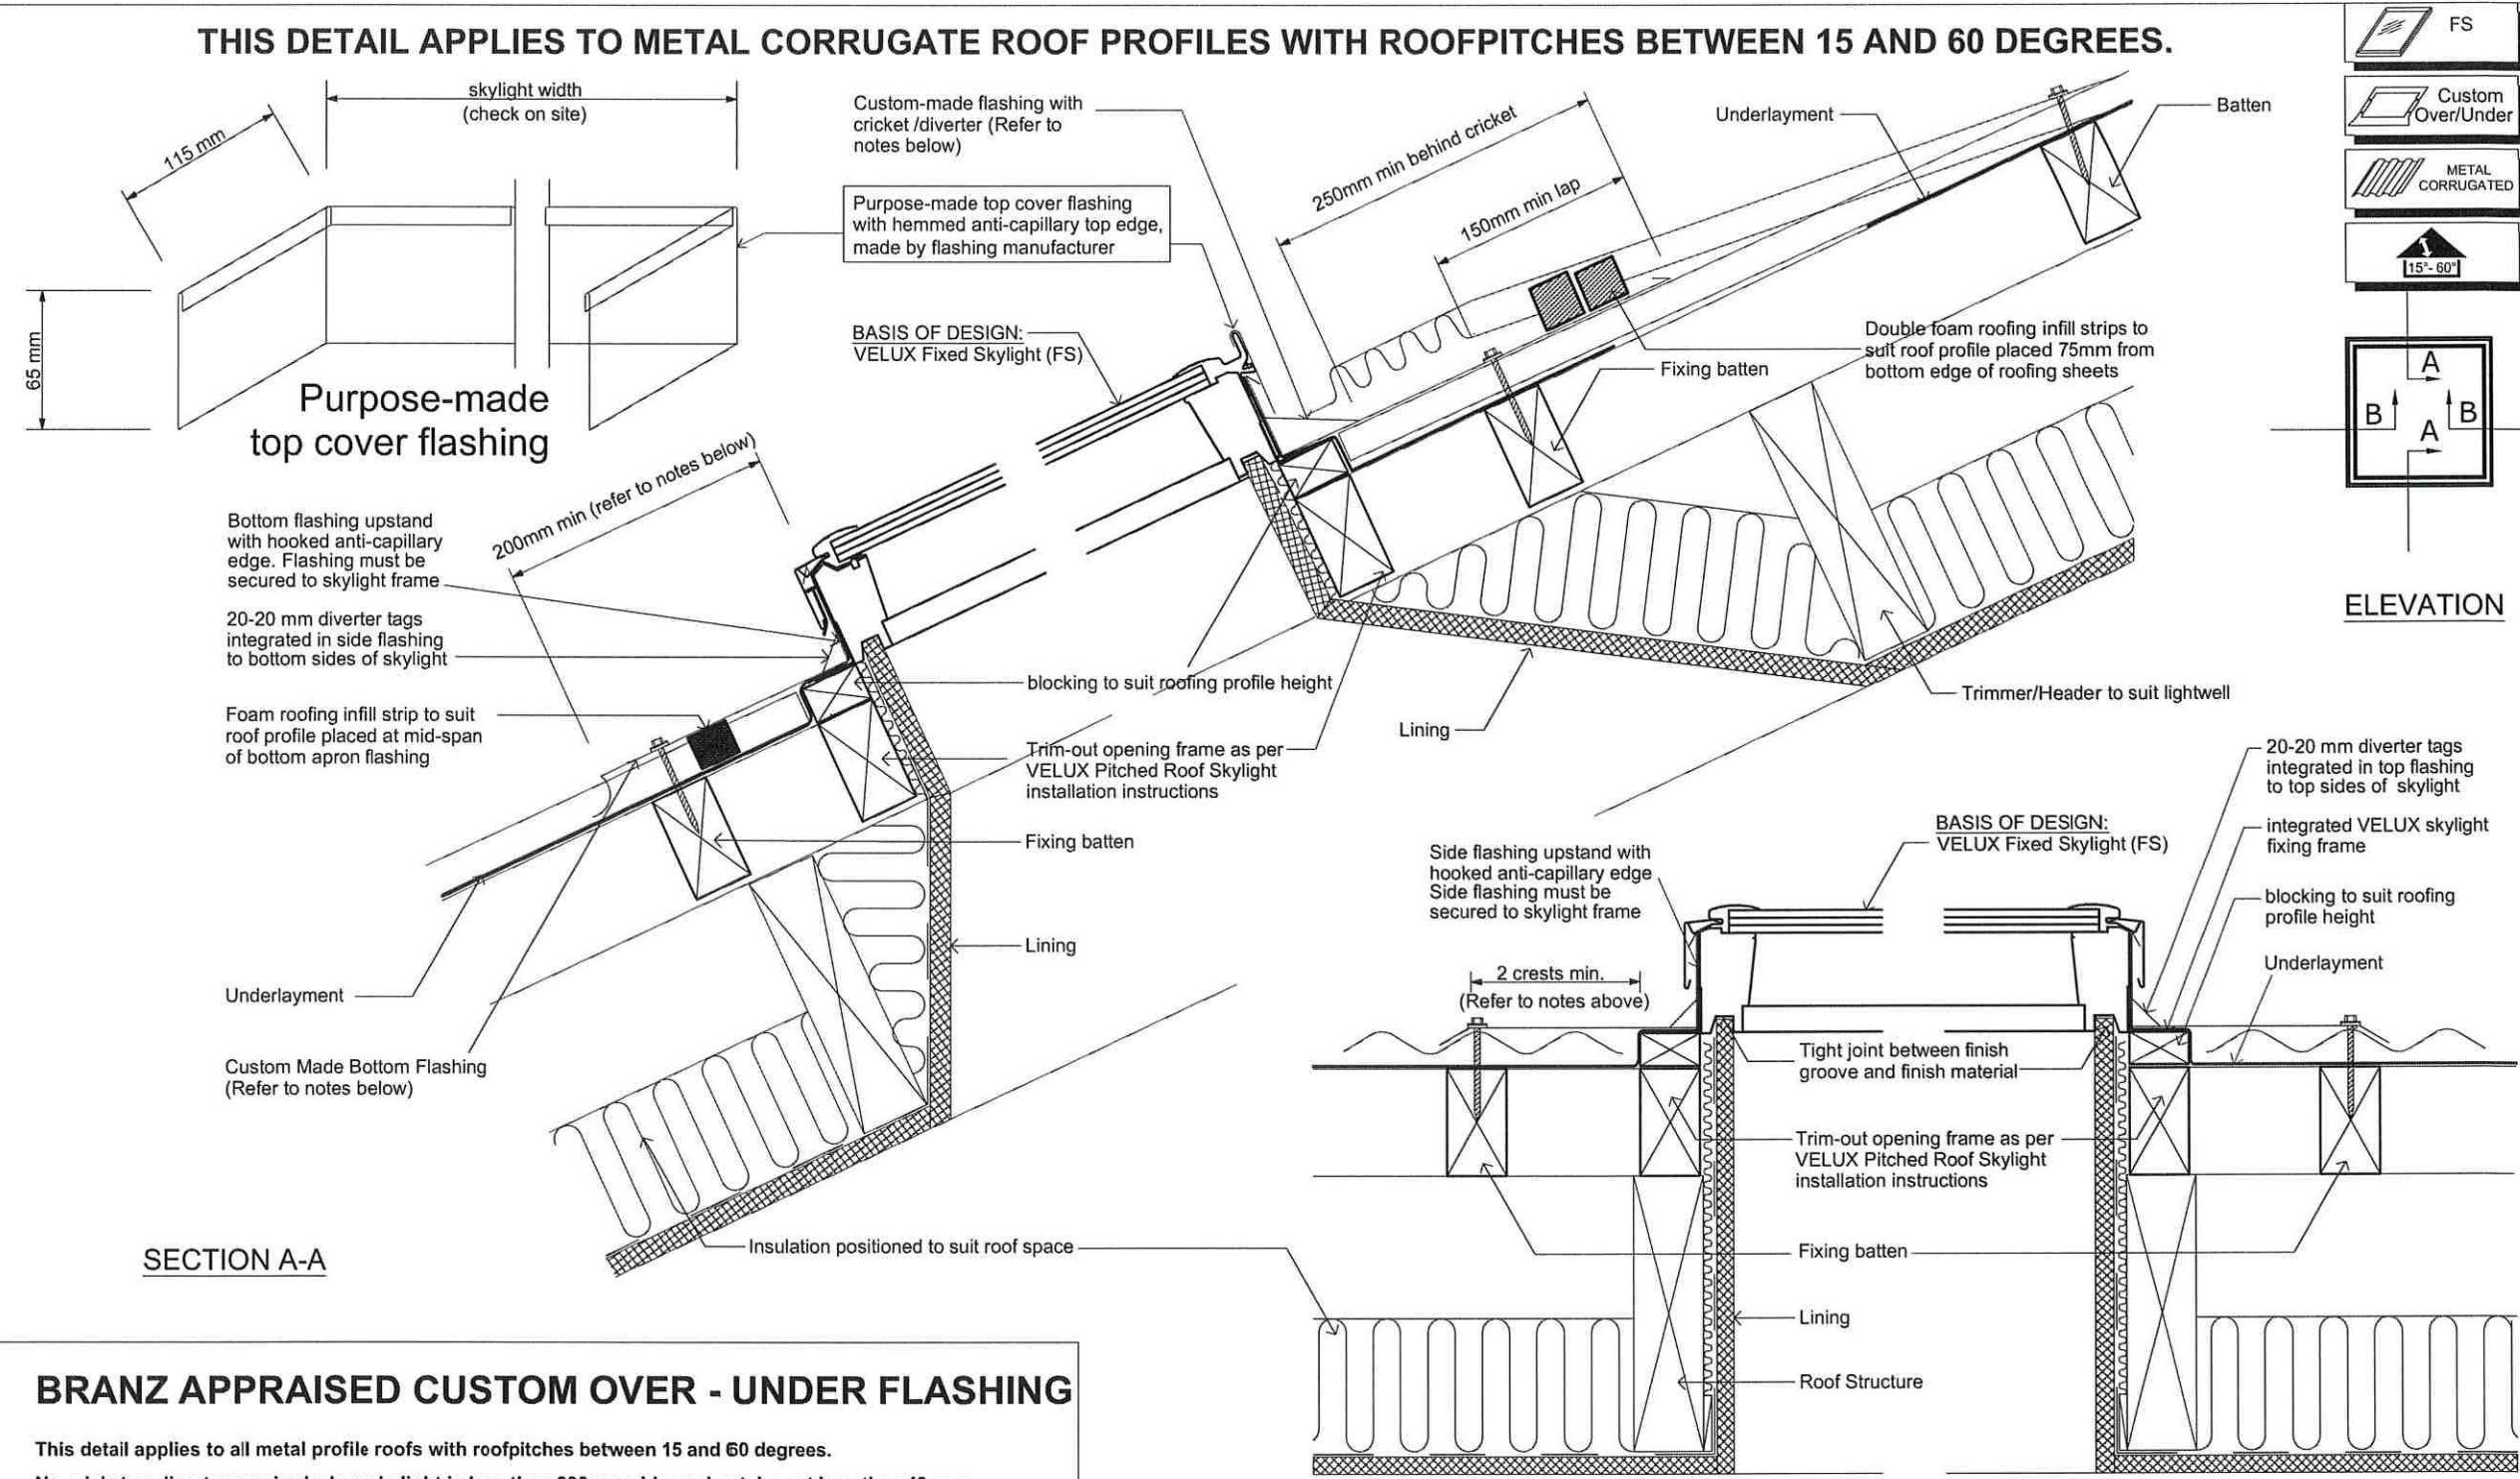 THIS DETAIL APPLIES TO METAL CORRUGATE ROOF PROFILES WITH ROOFPITCHES BETWEEN 15 AND 60 DEGREES.
FS
Custom
Over/Under
METAL
CORRUGATED
15°- 60°
skylight width
(check on site)
115 mm
65 mm
Purpose-made
top cover flashing
Custom-made flashing with
cricket /diverter (Refer to
notes below)
Purpose-made top cover flashing
with hemmed anti-capillary top edge,
made by flashing manufacturer
BASIS OF DESIGN:
VELUX Fixed Skylight (FS)
250mm min behind cricket
150mm min lap
Underlayment
Batten
Double foam roofing infill strips to
suit roof profile placed 75mm from
bottom edge of roofing sheets
Fixing batten
A
B
B
A
ELEVATION
200mm min (refer to notes below)
Bottom flashing upstand
with hooked anti-capillary
edge. Flashing must be
secured to skylight frame
20-20 mm diverter tags
integrated in side flashing
to bottom sides of skylight
Foam roofing infill strip to suit
roof profile placed at mid-span
of bottom apron flashing
blocking to suit roofing profile height
Trimmer/Header to suit lightwell
Lining
Trim-out opening frame as per
VELUX Pitched Roof Skylight
installation instructions
Fixing batten
Lining
Underlayment
Custom Made Bottom Flashing
(Refer to notes below)
Insulation positioned to suit roof space
SECTION A-A
20-20 mm diverter tags
integrated in top flashing
to top sides of skylight
BASIS OF DESIGN:
VELUX Fixed Skylight (FS)
integrated VELUX skylight
fixing frame
Side flashing upstand with
hooked anti-capillary edge
Side flashing must be
secured to skylight frame
blocking to suit roofing
profile height
Underlayment
2 crests min.
(Refer to notes above)
Tight joint between finish
groove and finish material
Trim-out opening frame as per
VELUX Pitched Roof Skylight
installation instructions
Fixing batten
Lining
Roof Structure
BRANZ APPRAISED CUSTOM OVER - UNDER FLASHING
This detail applies to all metal profile roofs with roofpitches between 15 and 60 degrees.